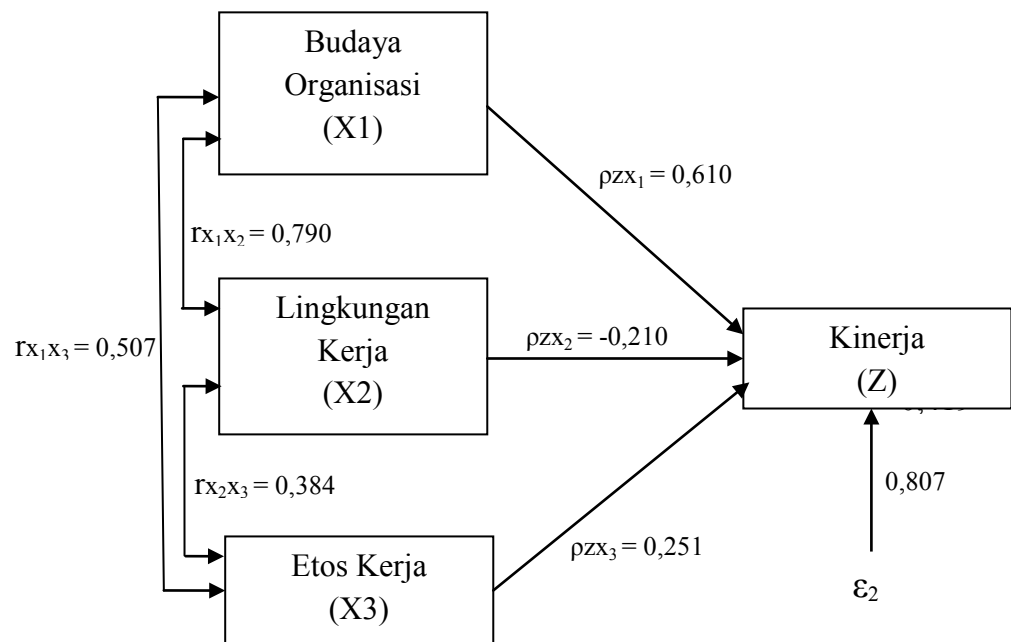 Budaya
Organisasi
(X1)
ρzx₁ = 0,610
rx₁x₂ = 0,790
Lingkungan
Kerja
(X2)
ρzx₂ = -0,210
Kinerja
(Z)
rx₁x₃ = 0,507
rx₂x₃ = 0,384
0,807
ρzx₃ = 0,251
Etos Kerja
(X3)
ε₂